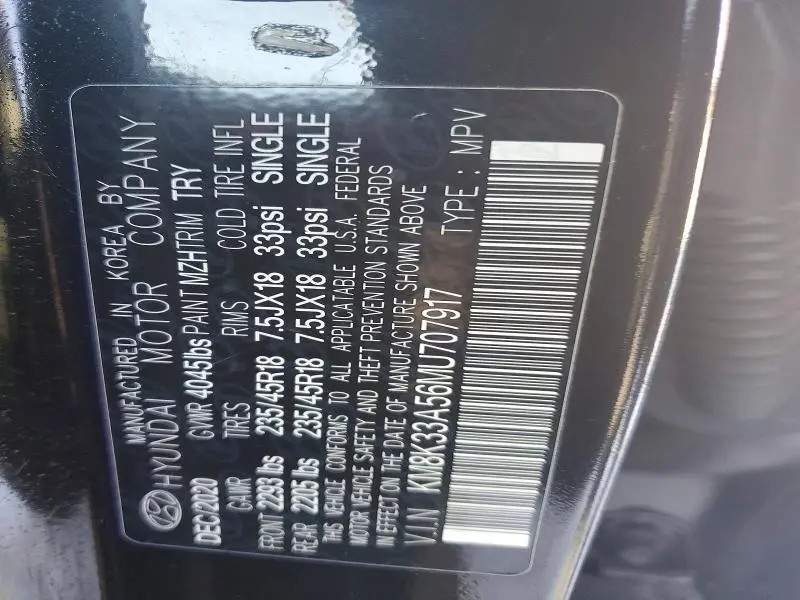 MANUFACTURED IN KOREA BY
HYUNDAI MOTOR COMPANY
DEC/2020 GVWR 4045lbs PAINT MZH TRIM TRY
GAWR TIRES RIMS COLD TIRE INFL
FRONT 2293 lbs 235/45R18 7.5JX18 33psi SINGLE
REAR 2205 lbs 235/45R18 7.5JX18 33psi SINGLE
THIS VEHICLE CONFORMS TO ALL APPLICATABLE U.S.A. FEDERAL
MOTOR VEHICLE SAFETY AND THEFT PREVENTION STANDARDS
IN EFFECT ON THE DATE OF MANUFACTURE SHOWN ABOVE
V.I.N KM8K33A56MU707917 TYPE : MPV